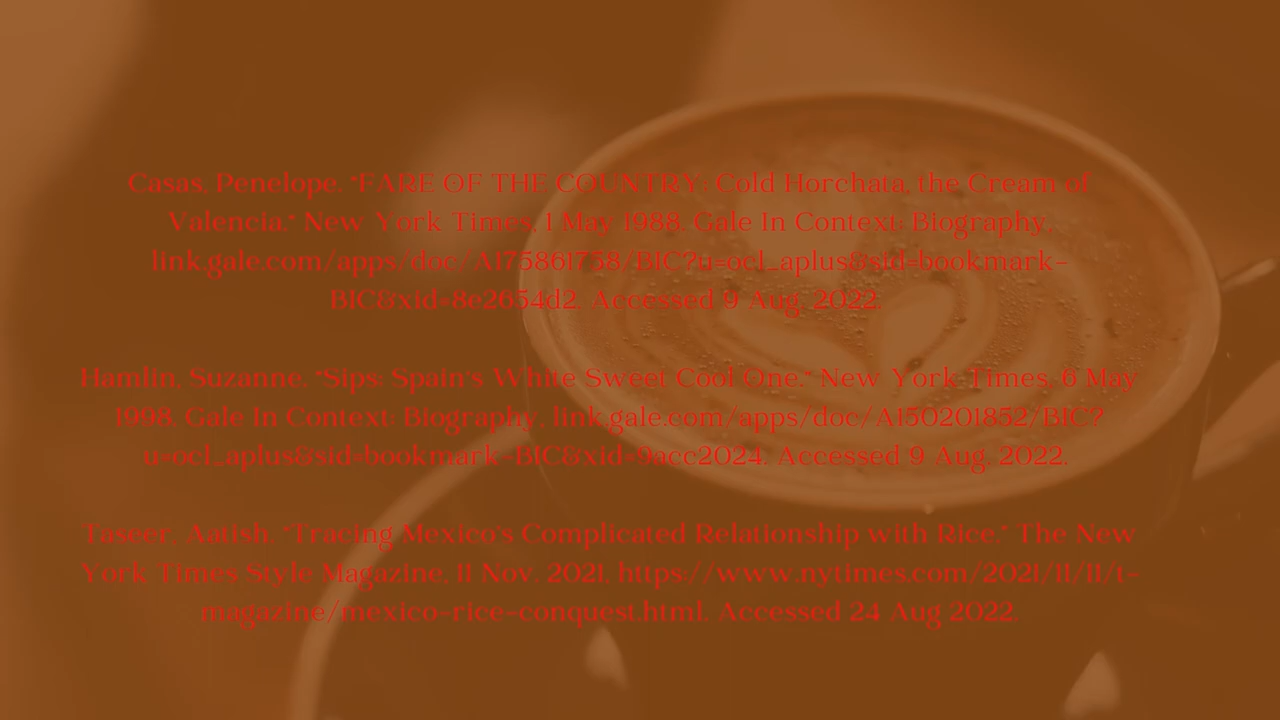 Casas, Penelope. "FARE OF THE COUNTRY; Cold Horchata, the Cream of
Valencia." New York Times, 1 May 1988. Gale In Context: Biography,
link.gale.com/apps/doc/A175861758/BIC?u=ocl_aplus&sid=bookmark-
BIC&xid=8e2654d2. Accessed 9 Aug. 2022.
Hamlin, Suzanne. "Sips; Spain's White Sweet Cool One." New York Times, 6 May
1998. Gale In Context: Biography, link.gale.com/apps/doc/A150201852/BIC?
u=ocl_aplus&sid=bookmark-BIC&xid=9acc2024. Accessed 9 Aug. 2022.
Taseer, Aatish. "Tracing Mexico's Complicated Relationship with Rice." The New
York Times Style Magazine, 11 Nov. 2021, https://www.nytimes.com/2021/11/11/t-
magazine/mexico-rice-conquest.html. Accessed 24 Aug 2022.